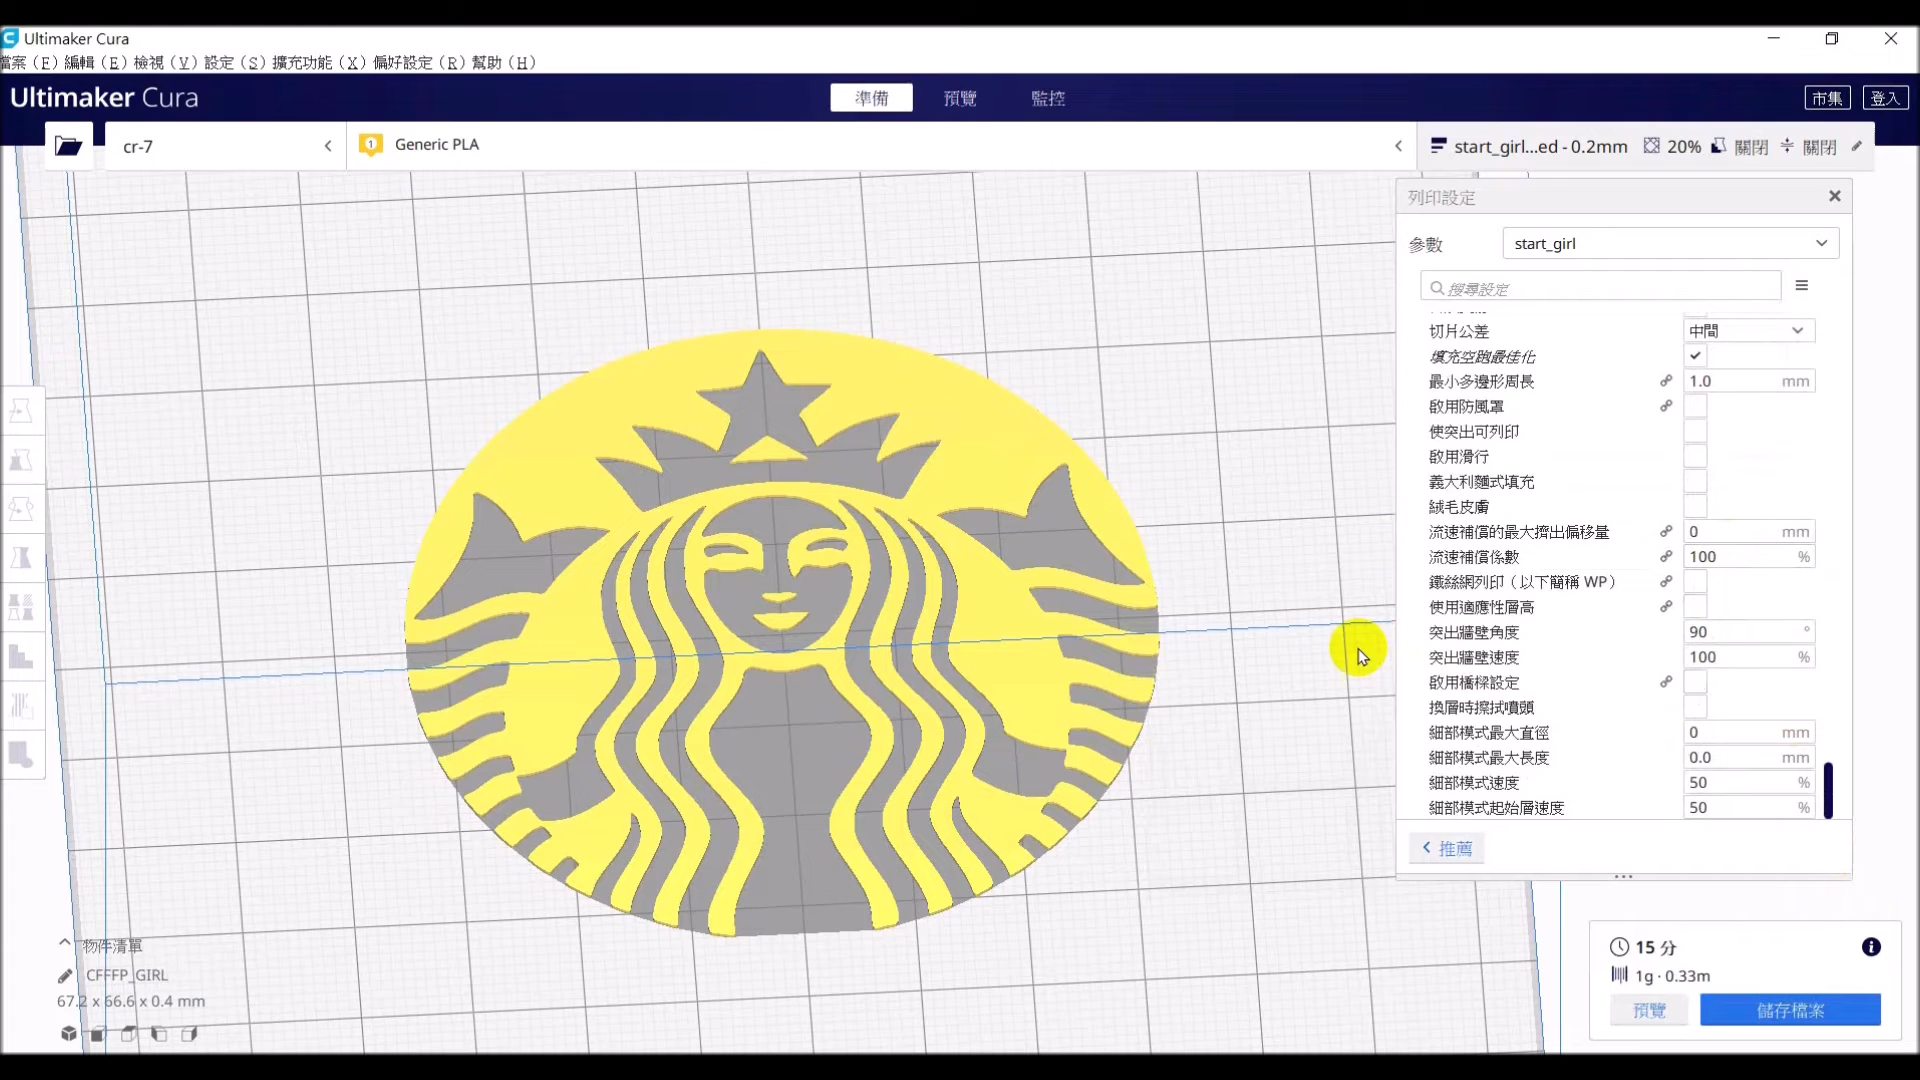 Ultimaker Cura
檔案 (F) 編輯 (E) 檢視 (V) 設定 (S) 擴充功能 (X) 偏好設定 (R) 幫助 (H)
Ultimaker Cura
準備
預覽
監控
市集
登入
cr-7
1
Generic PLA
start_girl...ed - 0.2mm
20%
關閉
關閉
列印設定
參數
start_girl
搜尋設定
切片公差 中間
填充空跑最佳化
最小多邊形周長 1.0 mm
啟用防風罩
使突出可列印
啟用滑行
義大利麵式填充
絨毛皮膚
流速補償的最大擠出偏移量 0 mm
流速補償係數 100 %
鐵絲網列印（以下簡稱 WP）
使用適應性層高
突出牆壁角度 90 °
突出牆壁速度 100 %
啟用橋樑設定
換層時擦拭噴頭
細部模式最大直徑 0 mm
細部模式最大長度 0.0 mm
細部模式速度 50 %
細部模式起始層速度 50 %
推薦
物件清單
CFFFP_GIRL
67.2 x 66.6 x 0.4 mm
15 分
1g · 0.33m
預覽
儲存檔案